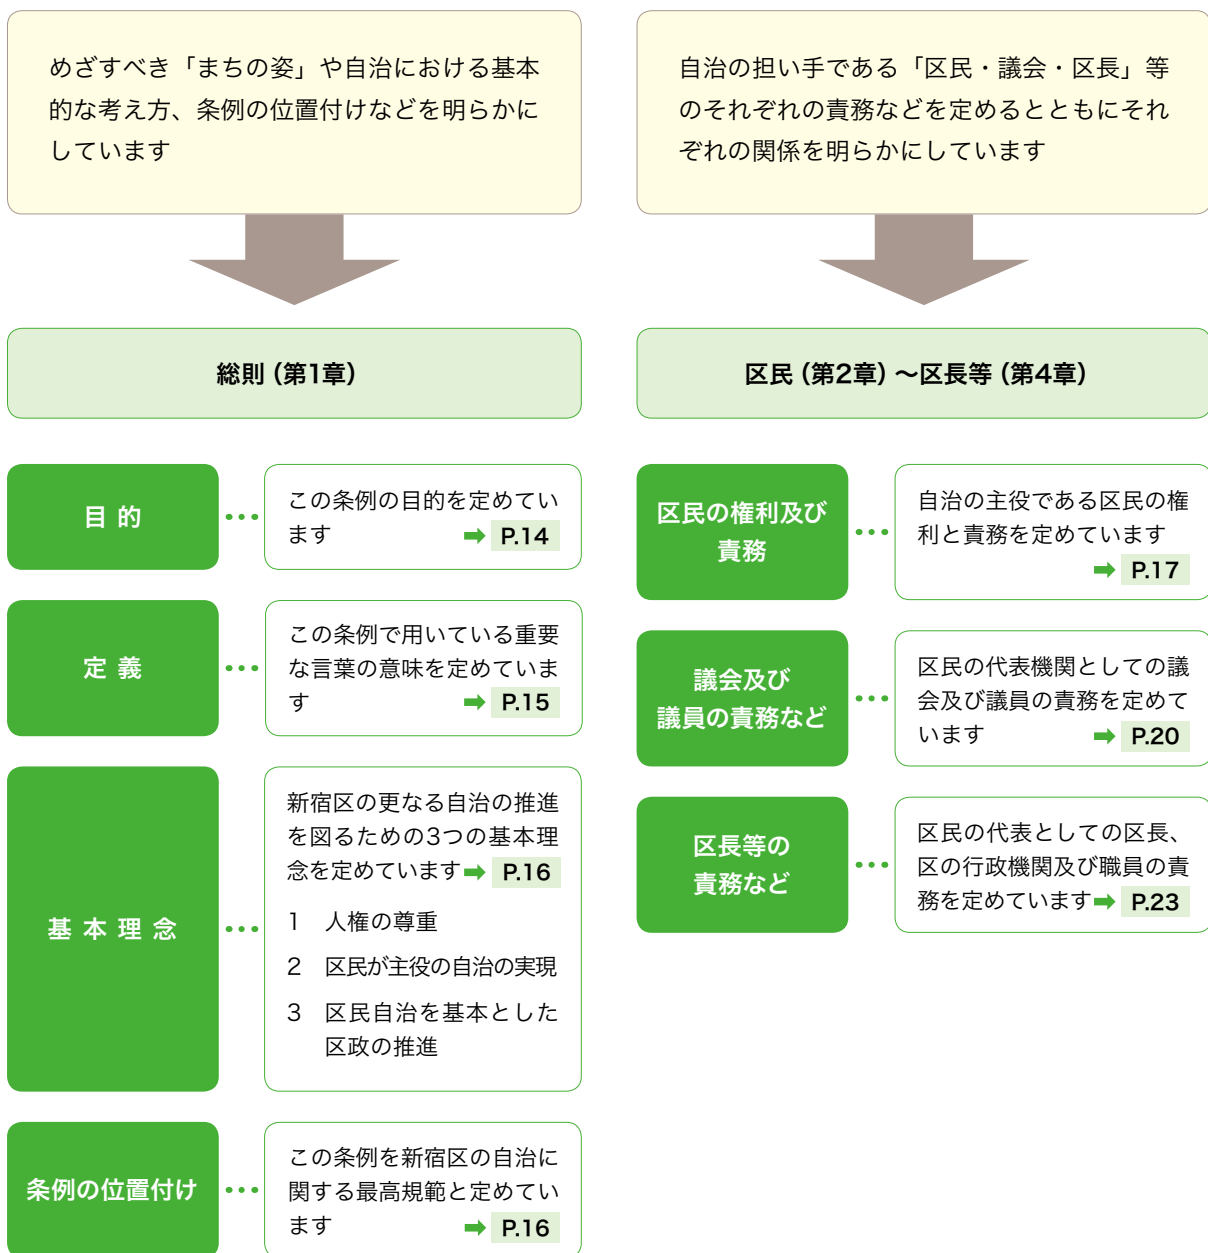 めざすべき「まちの姿」や自治における基本
的な考え方、条例の位置付けなどを明らかに
しています
総則（第1章）
目 的
この条例の目的を定めてい
ます ➡ P.14
定 義
この条例で用いている重要
な言葉の意味を定めていま
す ➡ P.15
基 本 理 念
新宿区の更なる自治の推進
を図るための3つの基本理
念を定めています➡ P.16
1 人権の尊重
2 区民が主役の自治の実現
3 区民自治を基本とした
区政の推進
条例の位置付け
この条例を新宿区の自治に
関する最高規範と定めてい
ます ➡ P.16
自治の担い手である「区民・議会・区長」等
のそれぞれの責務などを定めるとともにそれ
ぞれの関係を明らかにしています
区民（第2章）～区長等（第4章）
区民の権利及び
責務
自治の主役である区民の権
利と責務を定めています
➡ P.17
議会及び
議員の責務など
区民の代表機関としての議
会及び議員の責務を定めて
います ➡ P.20
区長等の
責務など
区民の代表としての区長、
区の行政機関及び職員の責
務を定めています➡ P.23